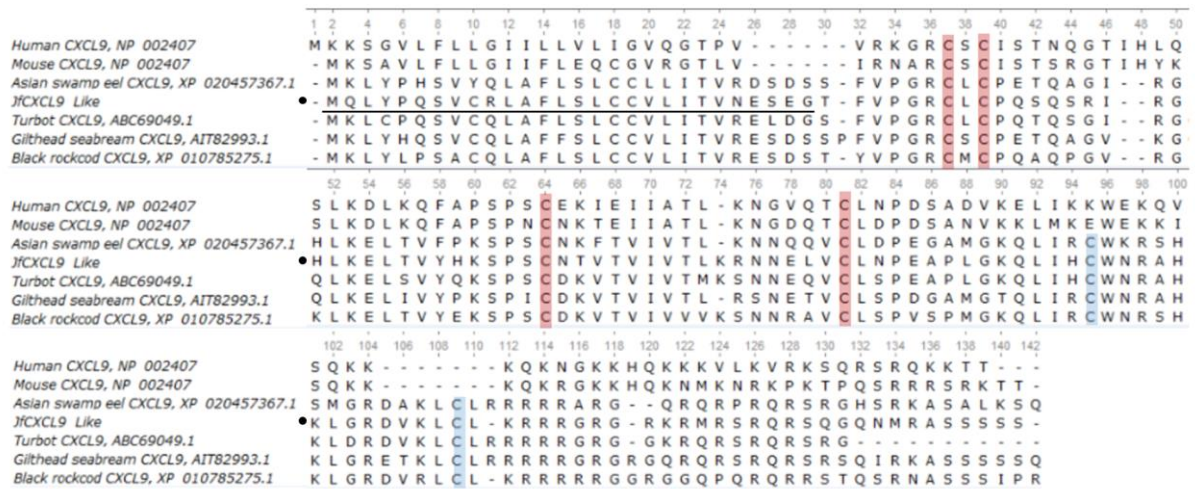 1 2 4 6 8 10 12 14 16 18 20 22 24 26 28 30 32 34 36 38 40 42 44 46 48 50
Human CXCL9, NP 002407 M K K S G V L F L L G I I L L V L I G V Q G T P V - - - - - - V R K G R C S C I S T N Q G T I H L Q
Mouse CXCL9, NP 002407 - M K S A V L F L L G I I F L E Q C G V R G T L V - - - - - - I R N A R C S C I S T S R G T I H Y K
Asian swamp eel CXCL9, XP 020457367.1 - M K L Y P H S V Y Q L A F L S L C C L L I T V R D S D S S - F V P G R C L C P E T Q A G I - - R G
JfCXCL9 Like • - M Q L Y P Q S V C R L A F L S L C C V L I T V N E S E G T - F V P G R C L C P Q S Q S R I - - R G
Turbot CXCL9, ABC69049.1 - M K L C P Q S V C Q L A F L S L C C V L I T V R E L D G S - F V P G R C L C P Q T Q S G I - - R G
Gilthead seabream CXCL9, AIT82993.1 - M K L Y H Q S V C Q L A F F S L C C V L I T V R E S D S S P F V P G R C L C P E T Q A G V - - K G
Black rockcod CXCL9, XP 010785275.1 - M K L Y L P S A C Q L A F L S L C C V L I T V R E S D S T - Y V P G R C M C P Q A Q P G V - - R G
52 54 56 58 60 62 64 66 68 70 72 74 76 78 80 82 84 86 88 90 92 94 96 98 100
Human CXCL9, NP 002407 S L K D L K Q F A P S P S C E K I E I I A T L - K N G V Q T C L N P D S A D V K E L I K K W E K Q V
Mouse CXCL9, NP 002407 S L K D L K Q F A P S P N C N K T E I I A T L - K N G D Q T C L D P D S A N V K K L M K E W E K K I
Asian swamp eel CXCL9, XP 020457367.1 H L K E L T V F P K S P S C N K F T V I V T L - K N N Q Q V C L D P E G A M G K Q L I R C W K R S H
JfCXCL9 Like • H L K E L T V Y H K S P S C N T V T V I V T L K R N N E L V C L N P E A P L G K Q L I H C W N R A H
Turbot CXCL9, ABC69049.1 Q L K E L S V Y Q K S P S C D K V T V I V T M K S N N E Q V C L S P E A P L G K Q L I H C W N R A H
Gilthead seabream CXCL9, AIT82993.1 Q L K E L I V Y P K S P I C D K V T V I V T L - R S N E T V C L S P D G A M G T Q L I R C W N R A H
Black rockcod CXCL9, XP 010785275.1 K L K E L T V Y E K S P S C D K V T V I V V V K S N N R A V C L S P V S P M G K Q L I R C W N R S H
102 104 106 108 110 112 114 116 118 120 122 124 126 128 130 132 134 136 138 140 142
Human CXCL9, NP 002407 S Q K K - - - - - - - K Q K N G K K H Q K K K V L K V R K S Q R S R Q K K T T -
Mouse CXCL9, NP 002407 S Q K K - - - - - - - K Q K R G K K H Q K N M K N R K P K T P Q S R R R S R K T T -
Asian swamp eel CXCL9, XP 020457367.1 S M G R D A K L C L R R R R R A R G - - Q R Q R P R Q R S R G H S R K A S A L K S Q
JfCXCL9 Like • K L G R D V K L C L - K R R R R G R G - R K R M R S R Q R S Q G Q N M R A S S S S S -
Turbot CXCL9, ABC69049.1 K L D R D V K L C L R R R R R G R G - G K R Q R S R Q R S R G - - - - - - - - - - -
Gilthead seabream CXCL9, AIT82993.1 K L G R E T K L C L R R R R R G R G R G Q R Q R S R Q R S R S Q I R K A S S S S S Q
Black rockcod CXCL9, XP 010785275.1 K L G R D V R L C L - K R R R R R G G R G G Q P Q R Q R R S T Q S R N A S S S I P R